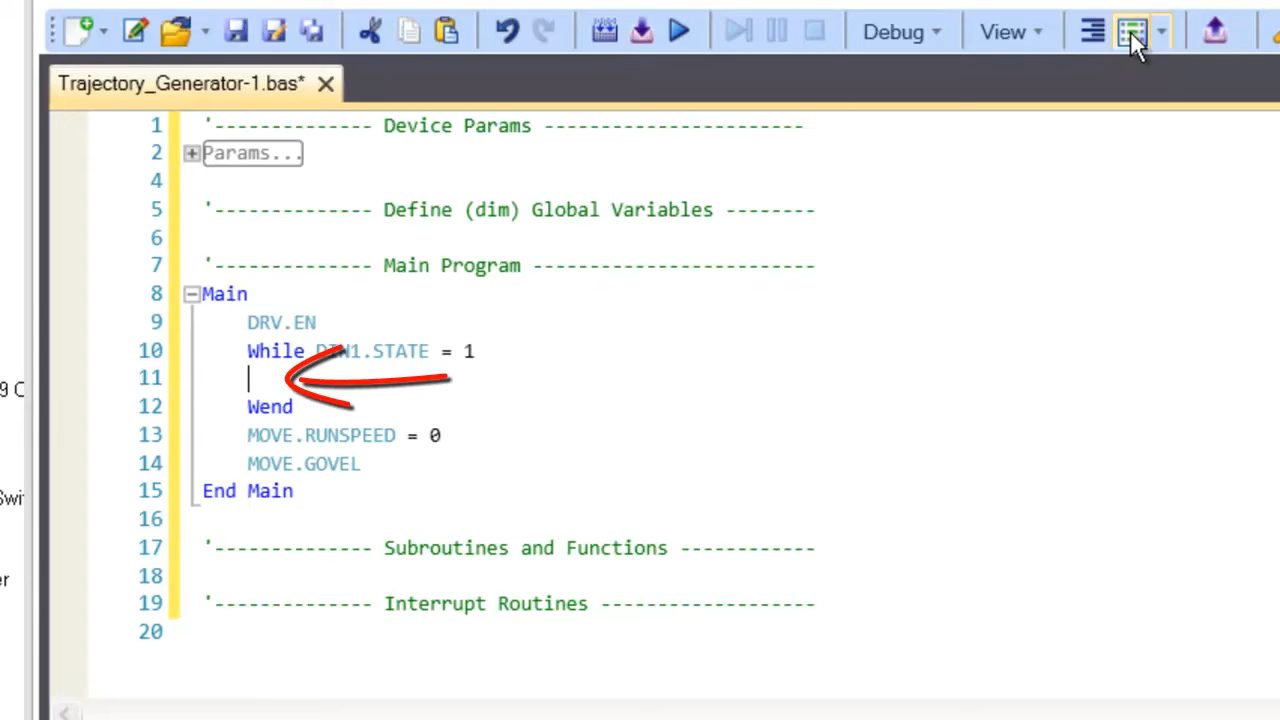 Debug
View
Trajectory_Generator-1.bas*
1 '-------------- Device Params -----------------------
2 Params...
4
5 '-------------- Define (dim) Global Variables --------
6
7 '-------------- Main Program -------------------------
8 Main
9 DRV.EN
10 While DIN1.STATE = 1
11
12 Wend
13 MOVE.RUNSPEED = 0
14 MOVE.GOVEL
15 End Main
16
17 '-------------- Subroutines and Functions ------------
18
19 '-------------- Interrupt Routines -------------------
20